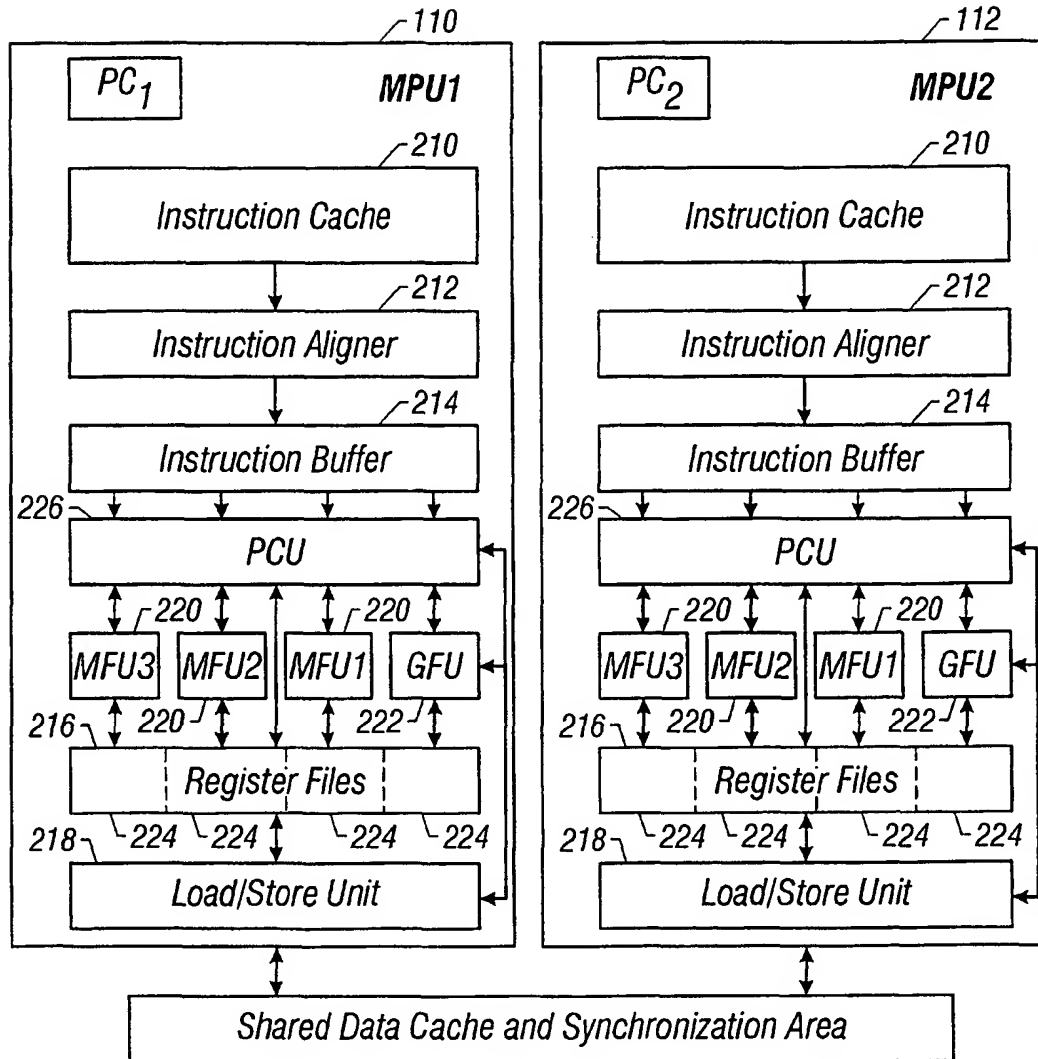 110
PC1
MPU1
210
Instruction Cache
212
Instruction Aligner
214
Instruction Buffer
226
PCU
220
220
MFU3
MFU2
MFU1
GFU
220
222
216
Register Files
224
224
224
224
218
Load/Store Unit
112
PC2
MPU2
210
Instruction Cache
212
Instruction Aligner
214
Instruction Buffer
226
PCU
220
220
MFU3
MFU2
MFU1
GFU
220
222
216
Register Files
224
224
224
224
218
Load/Store Unit
Shared Data Cache and Synchronization Area